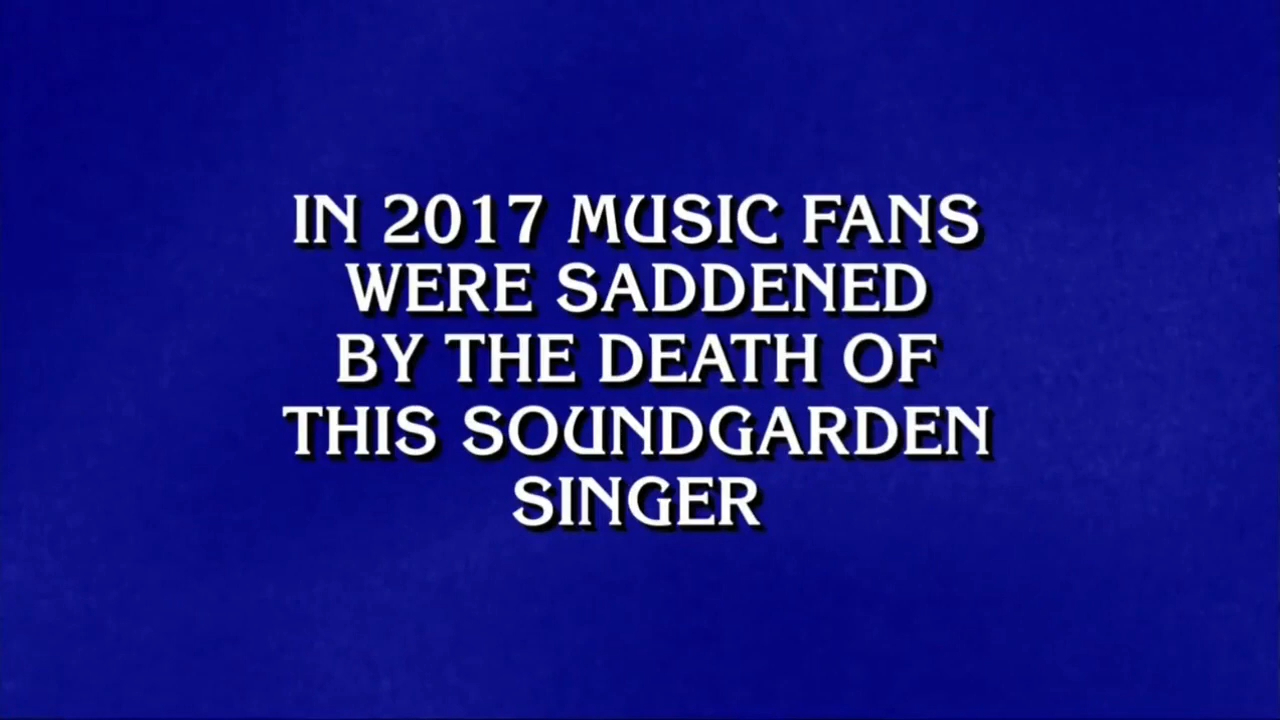 IN 2017 MUSIC FANS
WERE SADDENED
BY THE DEATH OF
THIS SOUNDGARDEN
SINGER